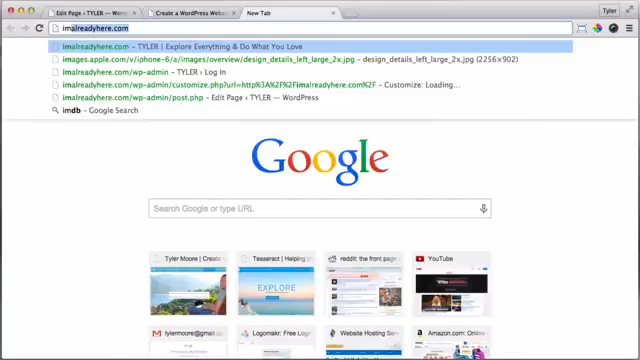 Edit Page ‹ TYLER — Wordp
Create a WordPress Websit
New Tab
Tyler
imalreadyhere.com
imalreadyhere.com – TYLER | Explore Everything & Do What You Love
images.apple.com/v/iphone-6/a/images/overview/design_details_left_large_2x.jpg – design_details_left_large_2x.jpg (2256×902)
imalreadyhere.com/wp-admin – TYLER › Log In
imalreadyhere.com/wp-admin/customize.php?url=http%3A%2F%2Fimalreadyhere.com%2F – Customize: Loading…
imalreadyhere.com/wp-admin/post.php – Edit Page ‹ TYLER — WordPress
imdb – Google Search
Google
Search Google or type URL
Tyler Moore | Create
Tesseract | Helping p
reddit: the front page
YouTube
EXPLORE
tylermoore@gmail.c
Logomakr: Free Logo
Website Hosting Serv
Amazon.com: Online